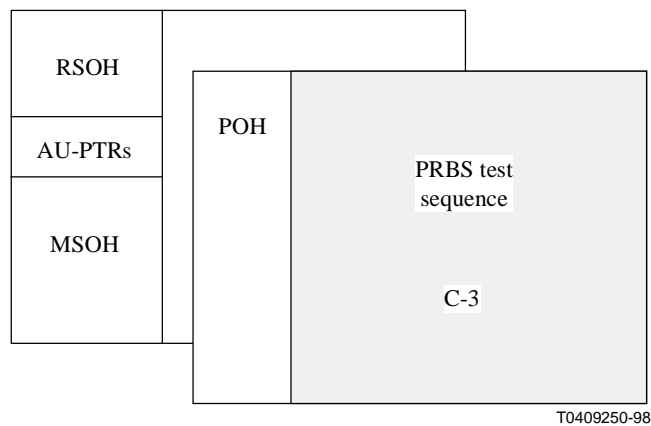 RSOH
AU-PTRs
MSOH
POH
PRBS test
sequence
C-3
T0409250-98